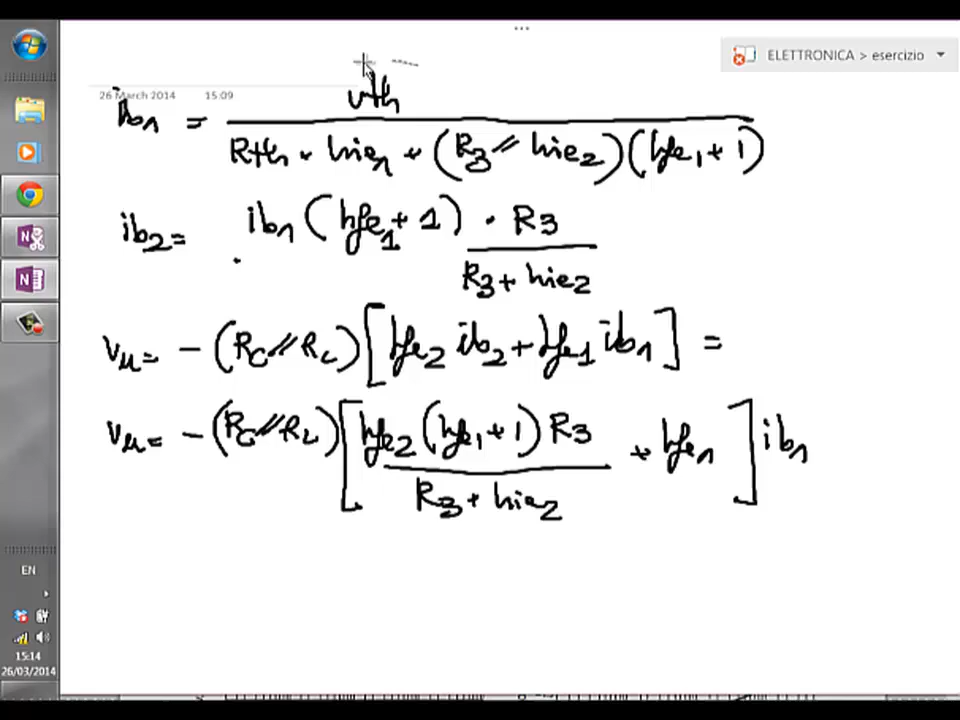 ELETTRONICA > esercizio
26 March 2014 15:09
ib1 = vth / (Rth + hie1 + (R3 // hie2)(hfe1 + 1))
ib2 = ib1 (hfe1 + 1) · R3 / (R3 + hie2)
vu = - (RC // RL) [hfe2 ib2 + hfe1 ib1] =
vu = - (RC // RL) [hfe2 (hfe1 + 1) R3 / (R3 + hie2) + hfe1] ib1
EN
15:14
26/03/2014